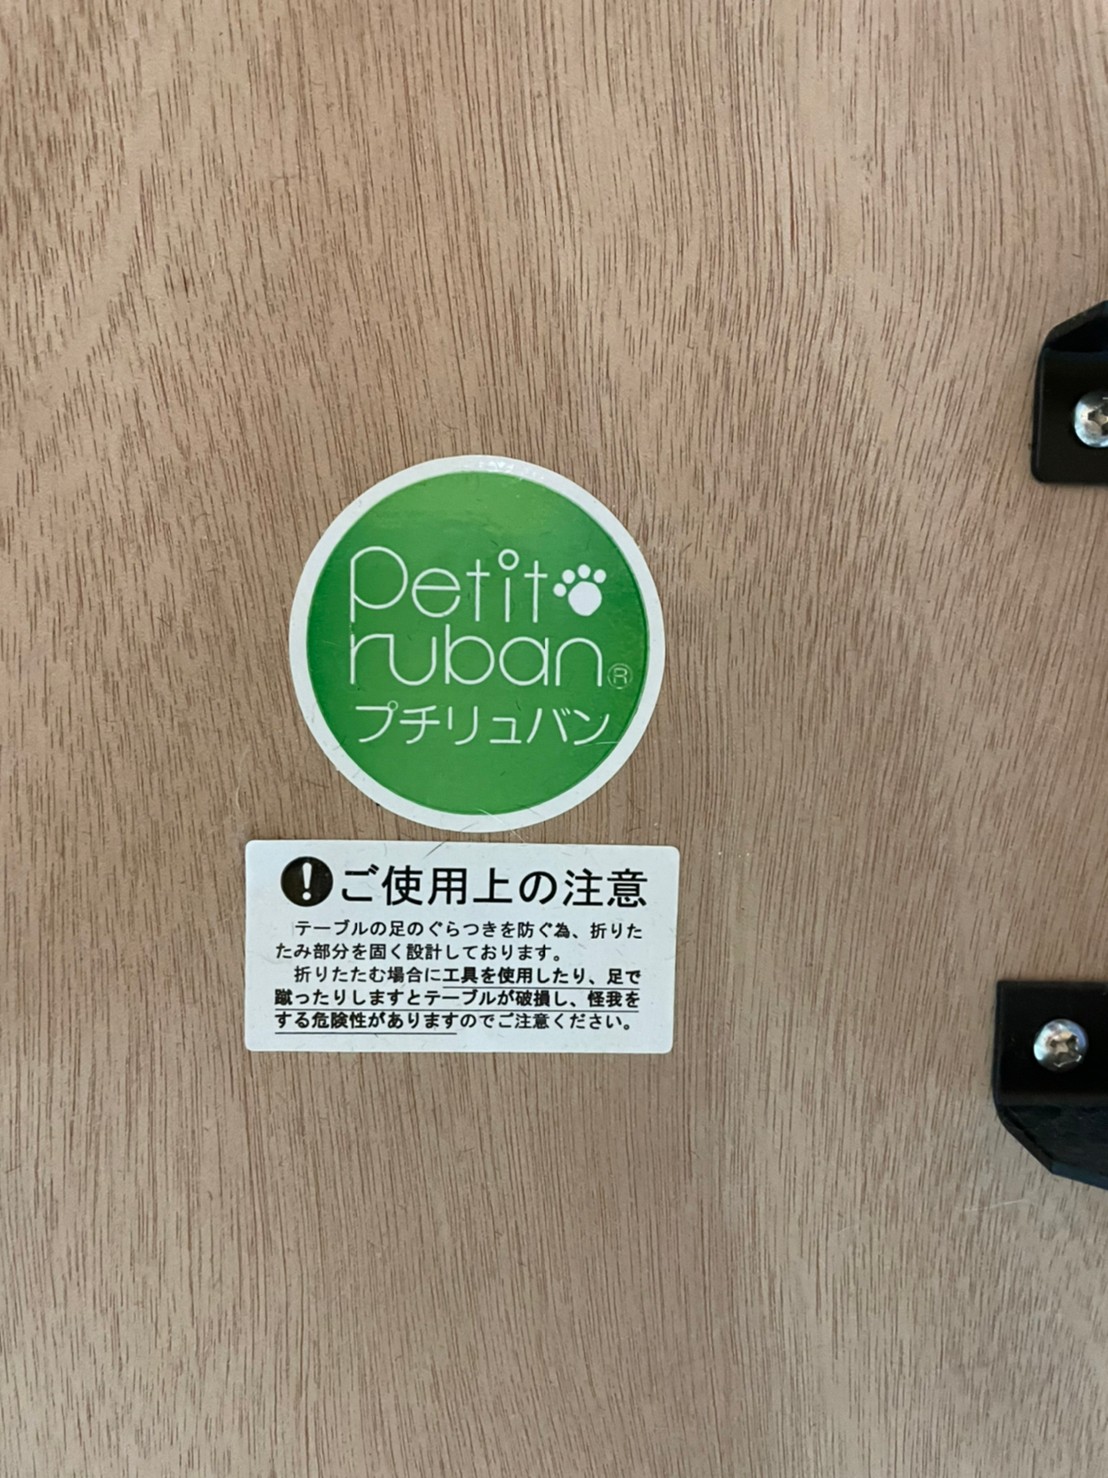 Petit
ruban®
プチリュバン
! ご使用上の注意
テーブルの足のぐらつきを防ぐ為、折りた
たみ部分を固く設計しております。
折りたたむ場合に工具を使用したり、足で
蹴ったりしますとテーブルが破損し、怪我を
する危険性がありますのでご注意ください。